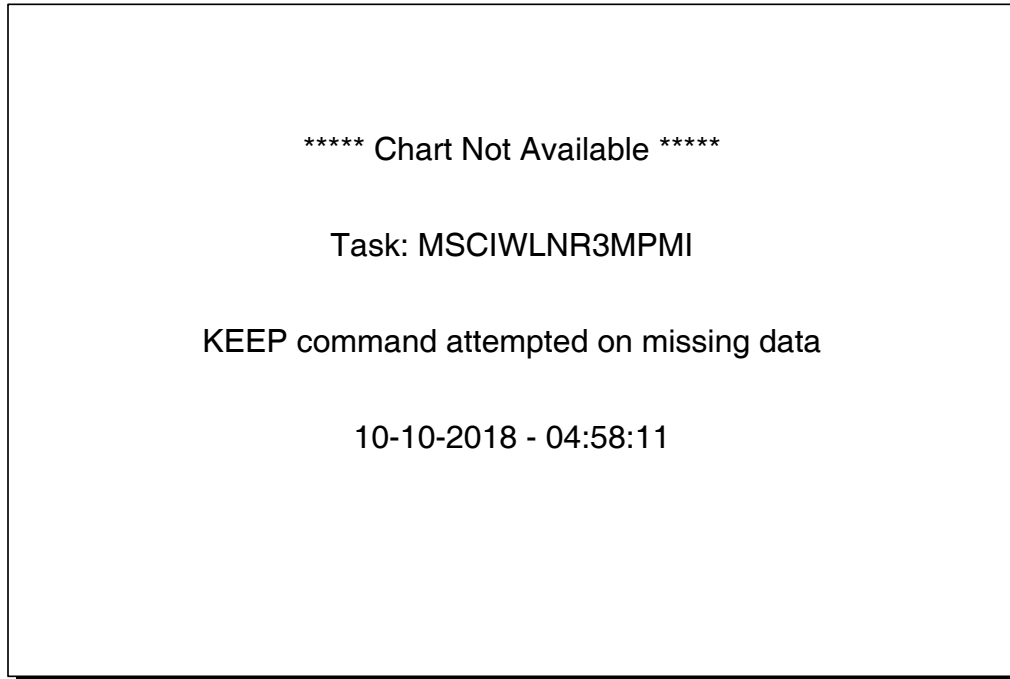 ***** Chart Not Available *****
Task: MSCIWLNR3MPMI
KEEP command attempted on missing data
10-10-2018 - 04:58:11